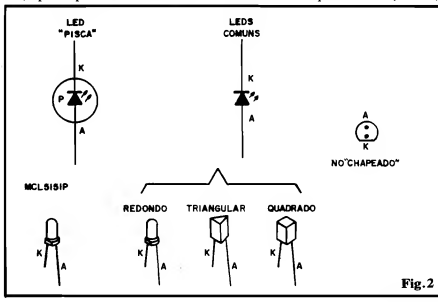 LED "PISCA"
LEDS COMUNS
K
K
P
A
A
A
K
NO "CHAPEADO"
MCL5151P
REDONDO
TRIANGULAR
QUADRADO
K
A
K
A
K
A
K
A
Fig.2